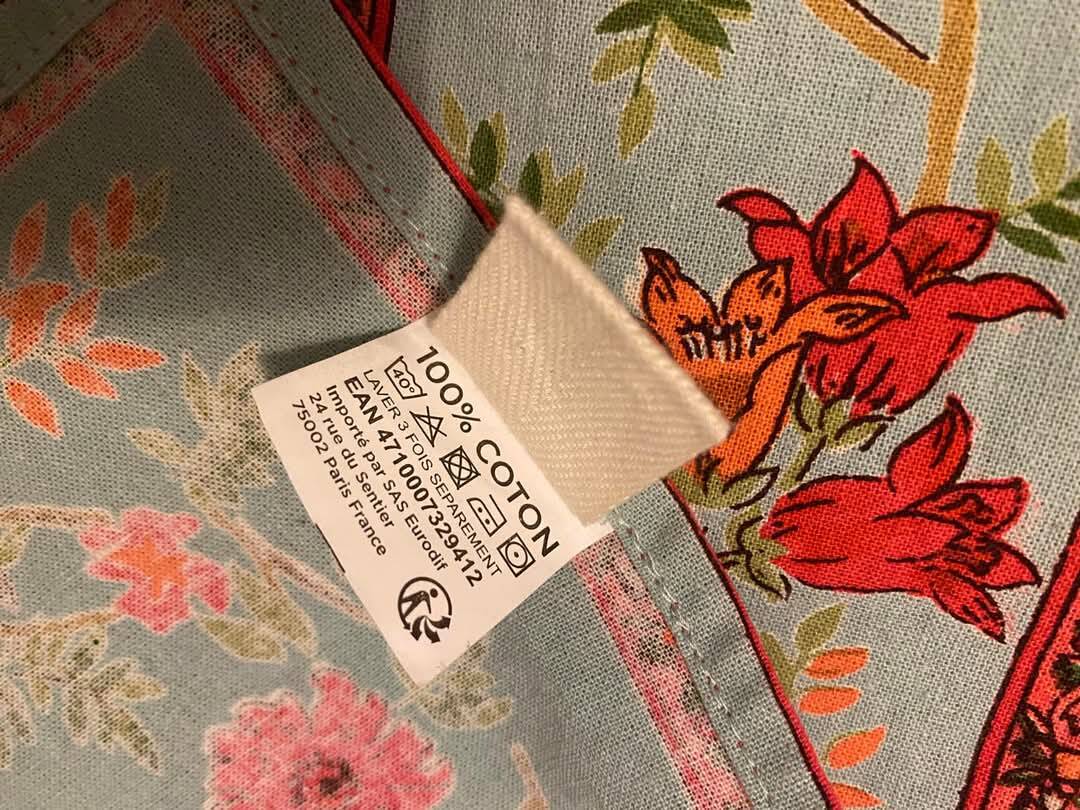 100% COTON
40°
LAVER 3 FOIS SEPAREMENT
EAN 4710007329412
Importé par SAS Eurodif
24 rue du Sentier
75002 Paris France